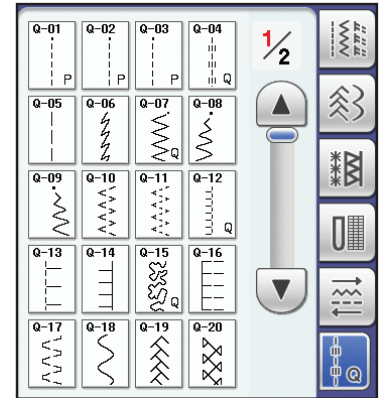 Q-01 Q-02 Q-03 Q-04 1/2
P P P Q
Q-05 Q-06 Q-07 Q-08
Q
Q-09 Q-10 Q-11 Q-12
Q
Q-13 Q-14 Q-15 Q-16
Q
Q-17 Q-18 Q-19 Q-20
Q